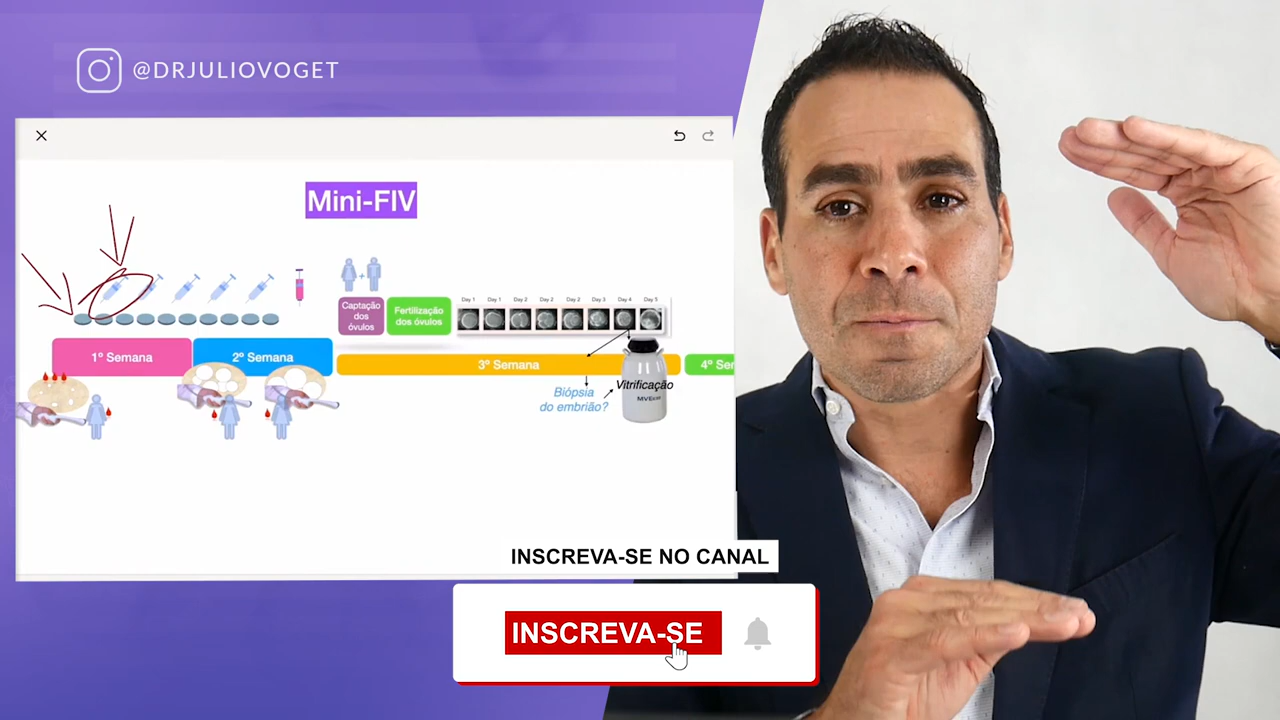 @DRJULIOVOGET
Mini-FIV
Captação
dos
óvulos
Fertilização
dos óvulos
Day 1 Day 1 Day 2 Day 2 Day 2 Day 3 Day 4 Day 5
1º Semana
2º Semana
3º Semana
4º Sem
Biópsia
do embrião?
Vitrificação
INSCREVA-SE NO CANAL
INSCREVA-SE